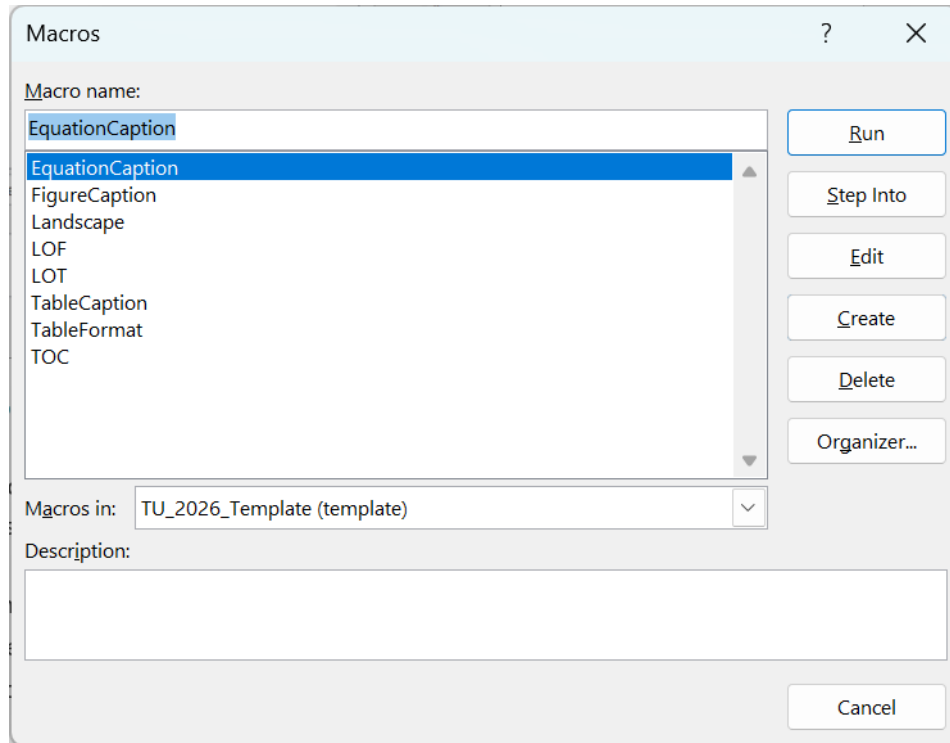 Macros ?
Macro name:
EquationCaption
EquationCaption
FigureCaption
Landscape
LOF
LOT
TableCaption
TableFormat
TOC
Run
Step Into
Edit
Create
Delete
Organizer...
Macros in: TU_2026_Template (template)
Description:
Cancel